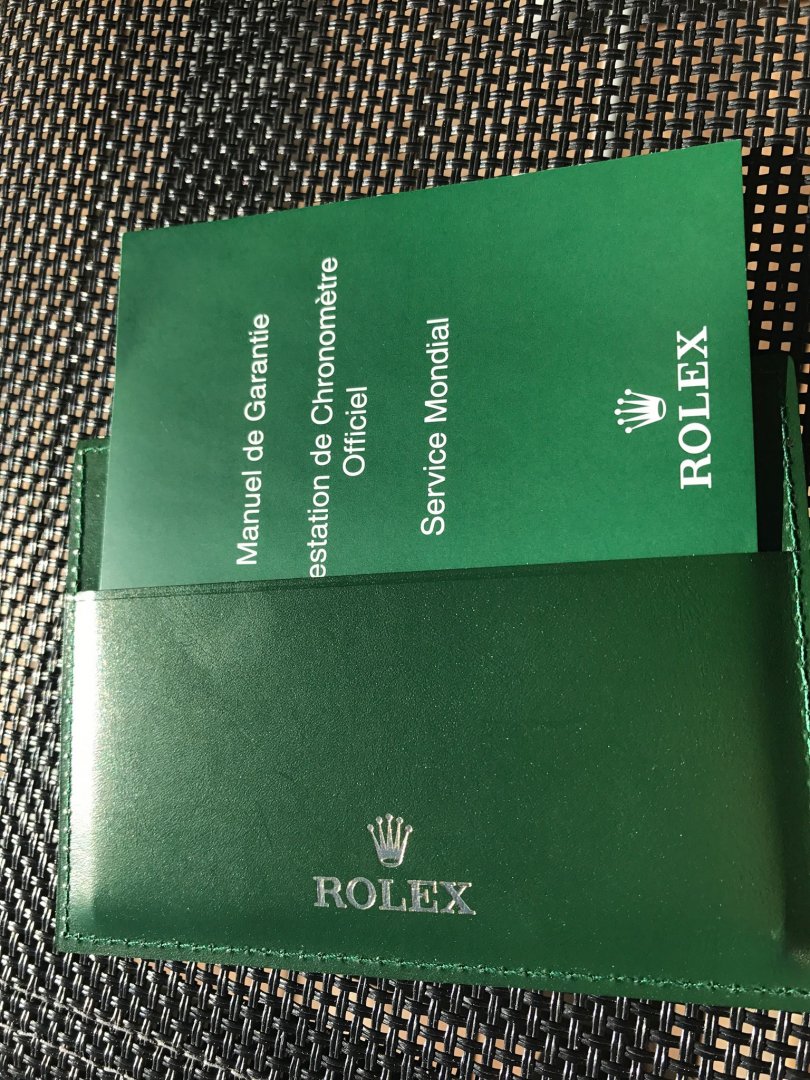 Manuel de Garantie
estation de Chronomètre
Officiel
Service Mondial
ROLEX
ROLEX